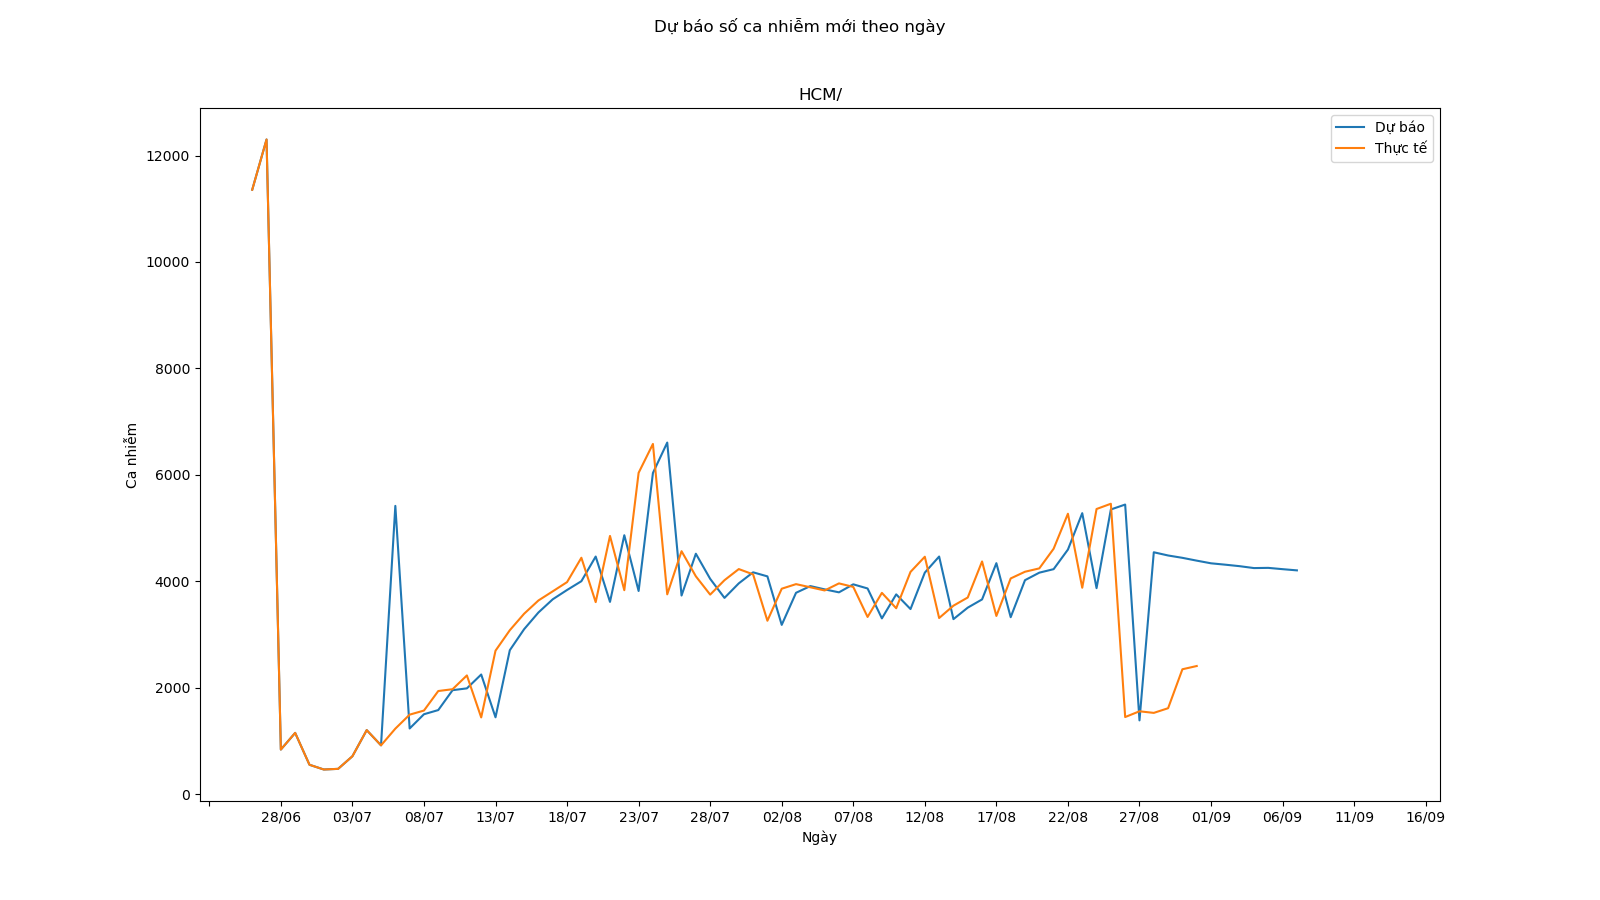 Dự báo số ca nhiễm mới theo ngày
HCM/
Dự báo
Thực tế
12000
10000
8000
6000
4000
2000
0
Ca nhiễm
28/06 03/07 08/07 13/07 18/07 23/07 28/07 02/08 07/08 12/08 17/08 22/08 27/08 01/09 06/09 11/09 16/09
Ngày